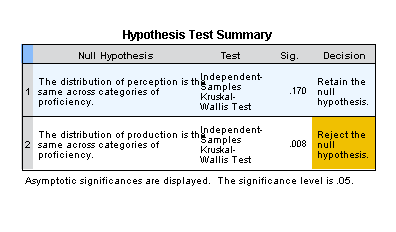 Hypothesis Test Summary
Null Hypothesis Test Sig. Decision
1
The distribution of perception is the
same across categories of
proficiency.
Independent-
Samples
Kruskal-
Wallis Test
.170
Retain the
null
hypothesis.
2
The distribution of production is the
same across categories of
proficiency.
Independent-
Samples
Kruskal-
Wallis Test
.008
Reject the
null
hypothesis.
Asymptotic significances are displayed. The significance level is .05.